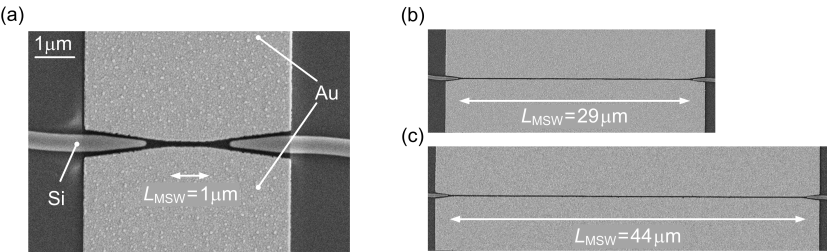 (a)
1μm
Au
Si
LMSW=1μm
(b)
LMSW=29μm
(c)
LMSW=44μm